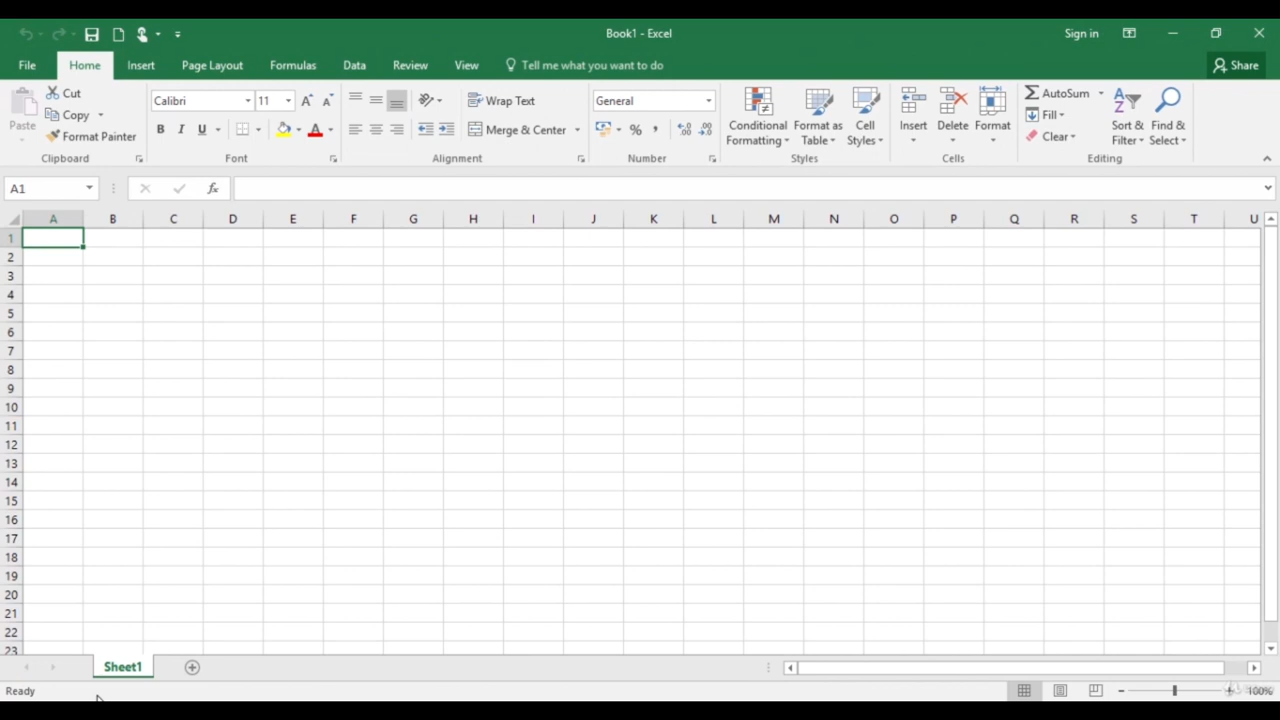 Book1 - Excel
Sign in
File Home Insert Page Layout Formulas Data Review View Tell me what you want to do Share
Paste
Cut
Copy
Format Painter
Clipboard
Calibri 11
B I U
Font
Wrap Text
Merge & Center
Alignment
General
%
Number
Conditional Formatting
Format as Table
Cell Styles
Styles
Insert
Delete
Format
Cells
AutoSum
Fill
Clear
Sort & Filter
Find & Select
Editing
A1 fx
A B C D E F G H I J K L M N O P Q R S T U
1
2
3
4
5
6
7
8
9
10
11
12
13
14
15
16
17
18
19
20
21
22
23
Sheet1
Ready
100%